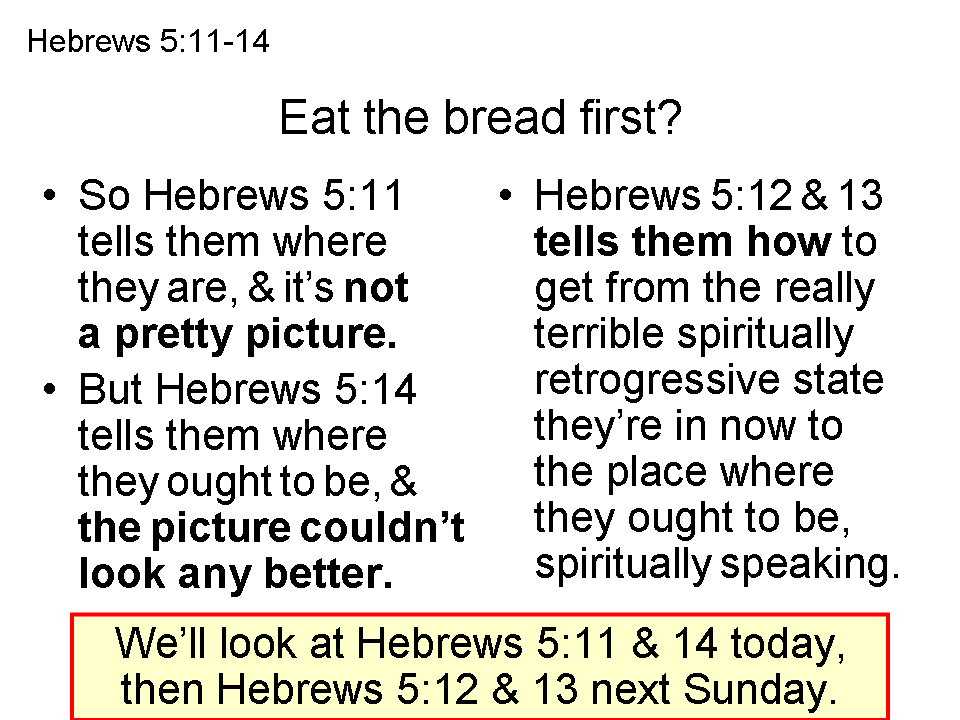 Hebrews 5:11-14
Eat the bread first?
• So Hebrews 5:11
tells them where
they are, & it's not
a pretty picture.
• But Hebrews 5:14
tells them where
they ought to be, &
the picture couldn't
look any better.
• Hebrews 5:12 & 13
tells them how to
get from the really
terrible spiritually
retrogressive state
they're in now to
the place where
they ought to be,
spiritually speaking.
We'll look at Hebrews 5:11 & 14 today,
then Hebrews 5:12 & 13 next Sunday.